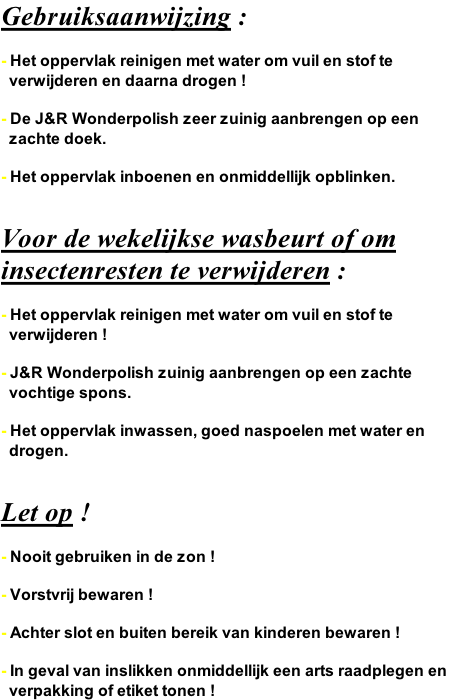 Gebruiksaanwijzing :
- Het oppervlak reinigen met water om vuil en stof te
verwijderen en daarna drogen !
- De J&R Wonderpolish zeer zuinig aanbrengen op een
zachte doek.
- Het oppervlak inboenen en onmiddellijk opblinken.
Voor de wekelijkse wasbeurt of om
insectenresten te verwijderen :
- Het oppervlak reinigen met water om vuil en stof te
verwijderen !
- J&R Wonderpolish zuinig aanbrengen op een zachte
vochtige spons.
- Het oppervlak inwassen, goed naspoelen met water en
drogen.
Let op !
- Nooit gebruiken in de zon !
- Vorstvrij bewaren !
- Achter slot en buiten bereik van kinderen bewaren !
- In geval van inslikken onmiddellijk een arts raadplegen en
verpakking of etiket tonen !